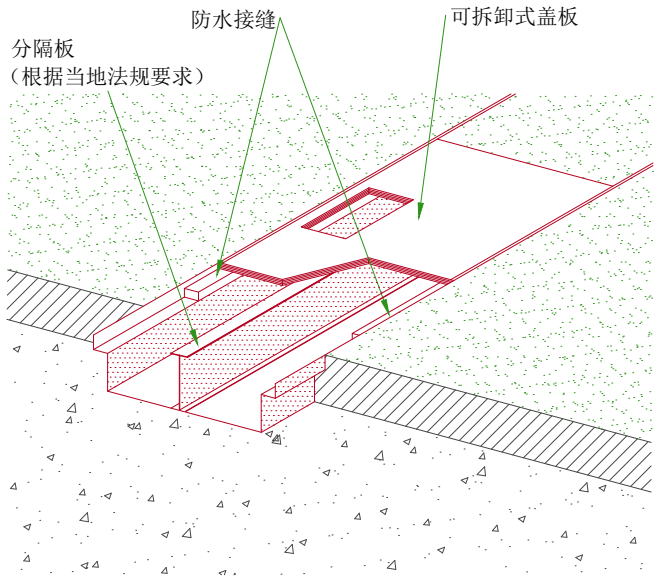 防水接缝
可拆卸式盖板
分隔板
（根据当地法规要求）